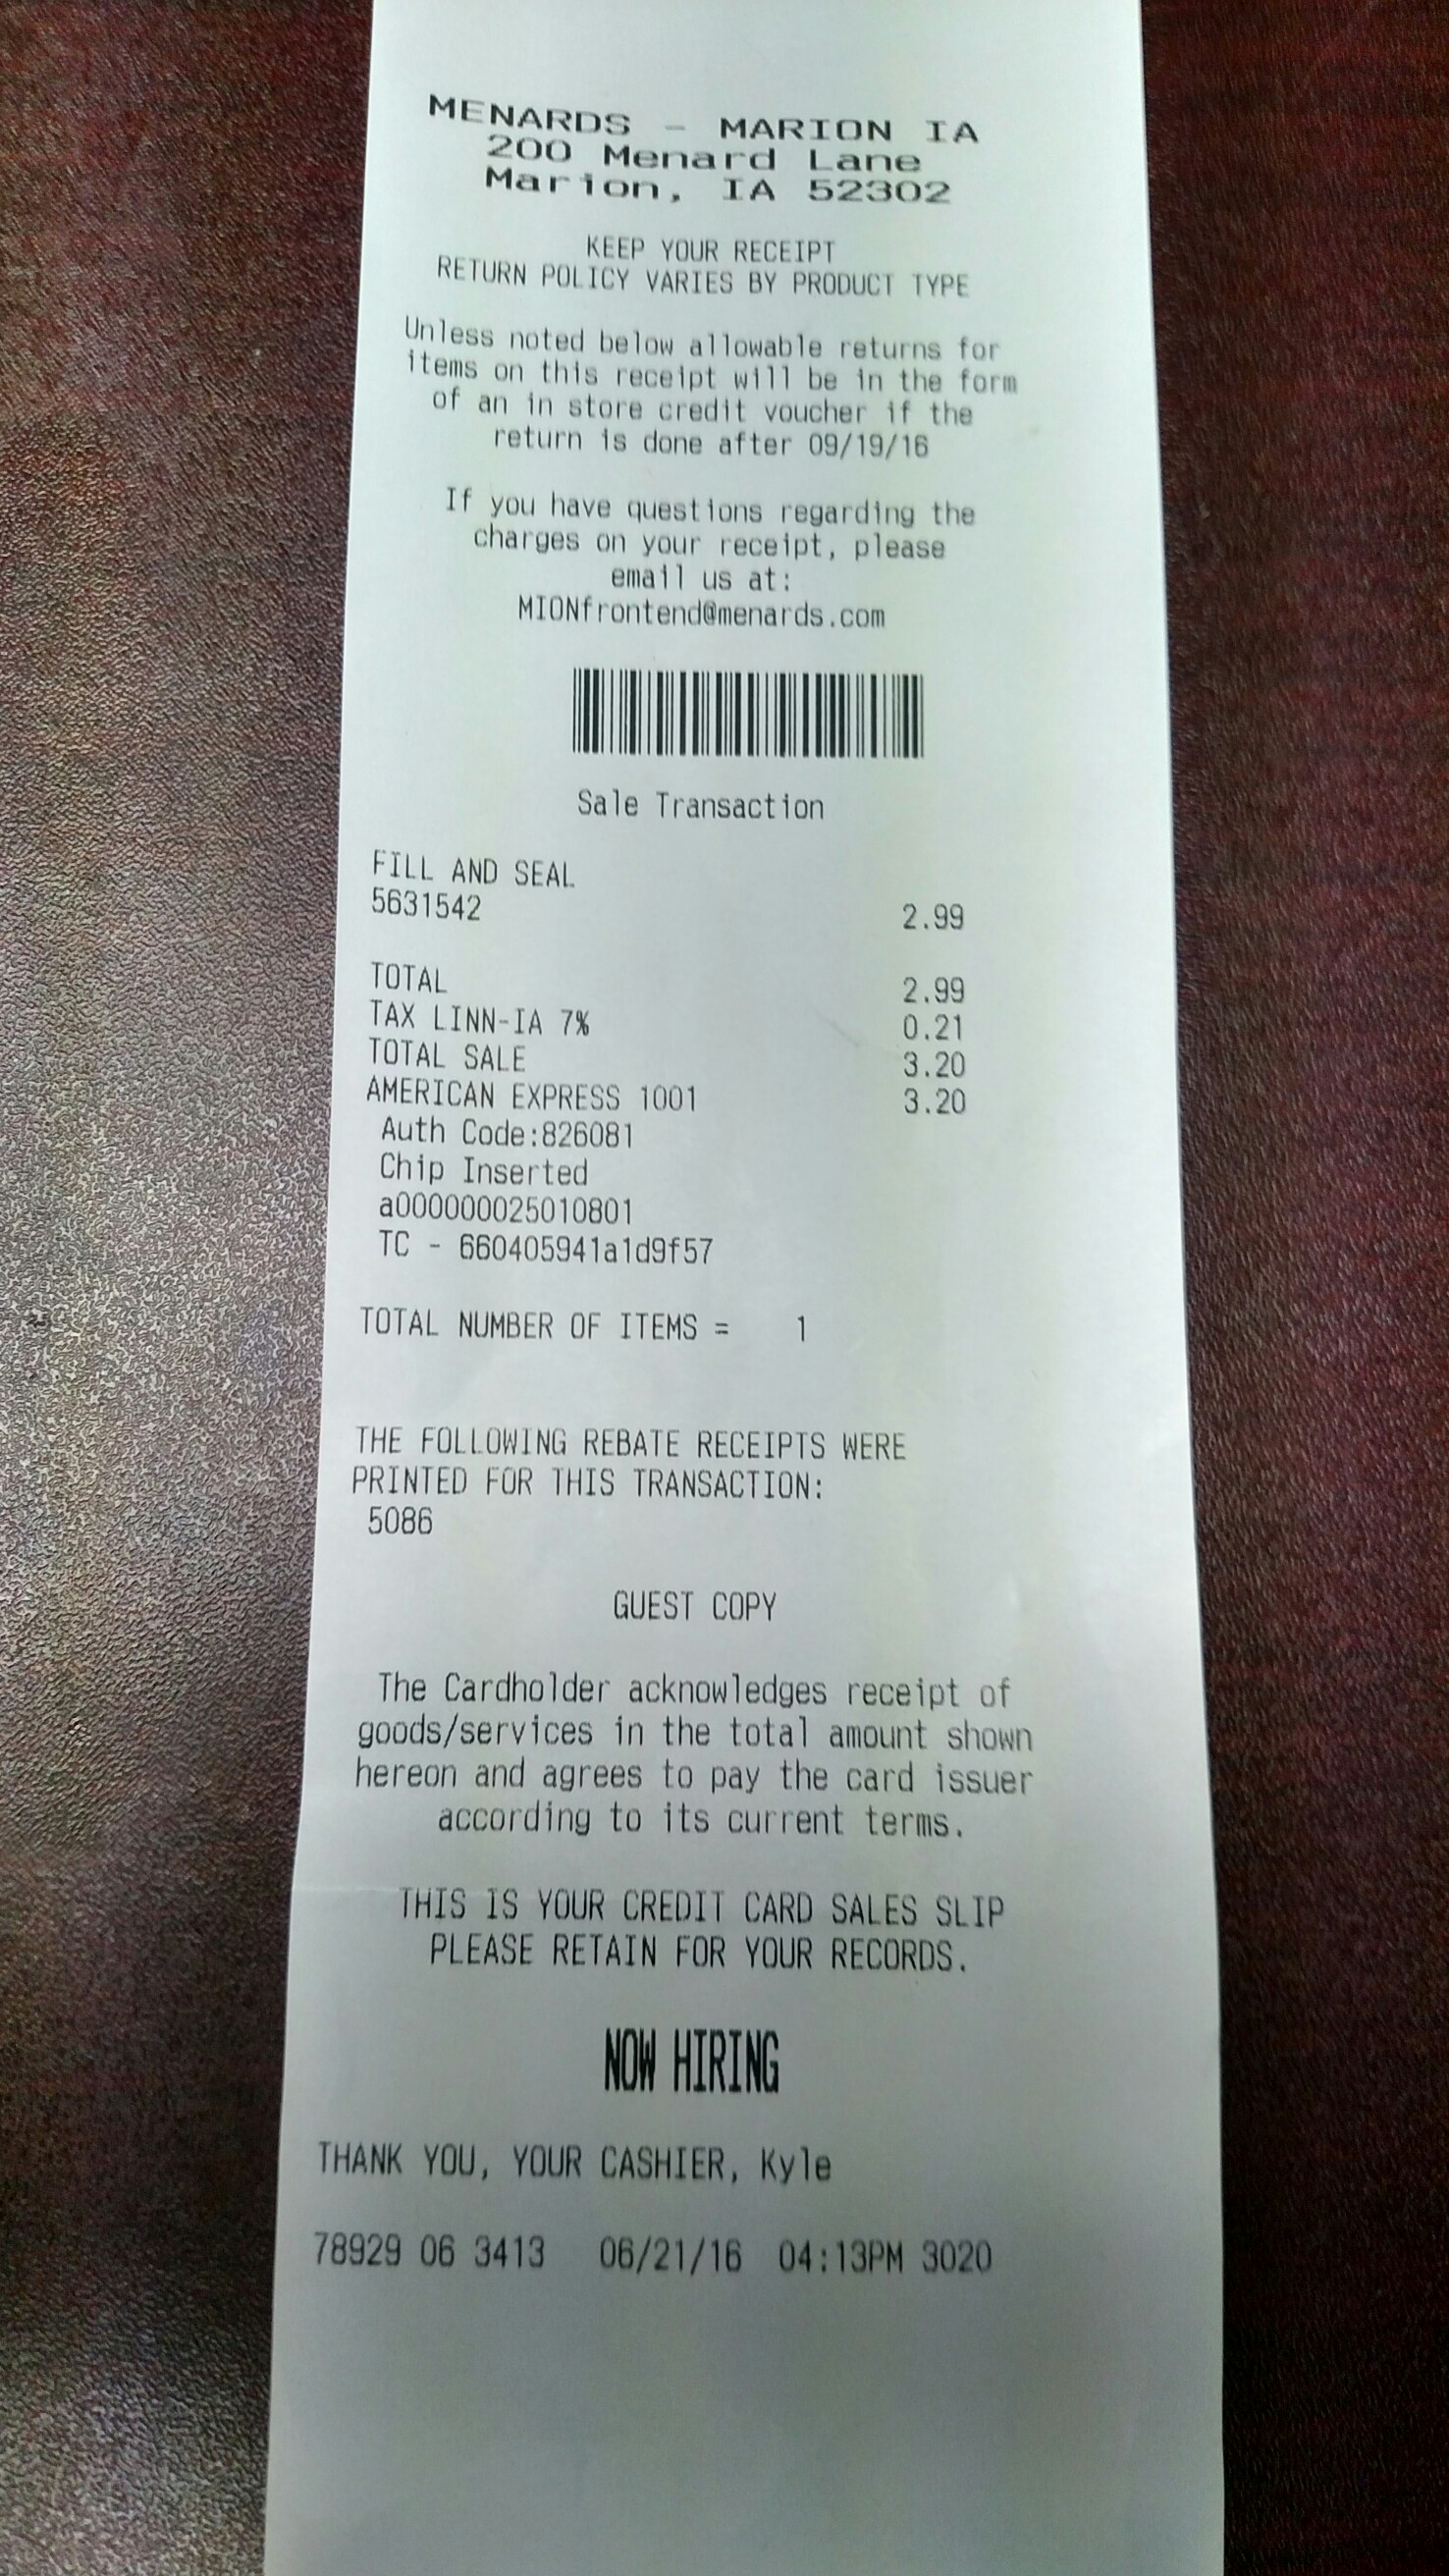 MENARDS - MARION IA
200 Menard Lane
Marion, IA 52302
KEEP YOUR RECEIPT
RETURN POLICY VARIES BY PRODUCT TYPE
Unless noted below allowable returns for
items on this receipt will be in the form
of an in store credit voucher if the
return is done after 09/19/16
If you have questions regarding the
charges on your receipt, please
email us at:
MIONfrontend@menards.com
Sale Transaction
FILL AND SEAL
5631542 2.99
TOTAL 2.99
TAX LINN-IA 7% 0.21
TOTAL SALE 3.20
AMERICAN EXPRESS 1001 3.20
Auth Code:826081
Chip Inserted
a000000025010801
TC - 660405941a1d9f57
TOTAL NUMBER OF ITEMS = 1
THE FOLLOWING REBATE RECEIPTS WERE
PRINTED FOR THIS TRANSACTION:
5086
GUEST COPY
The Cardholder acknowledges receipt of
goods/services in the total amount shown
hereon and agrees to pay the card issuer
according to its current terms.
THIS IS YOUR CREDIT CARD SALES SLIP
PLEASE RETAIN FOR YOUR RECORDS.
NOW HIRING
THANK YOU, YOUR CASHIER, Kyle
78929 06 3413 06/21/16 04:13PM 3020